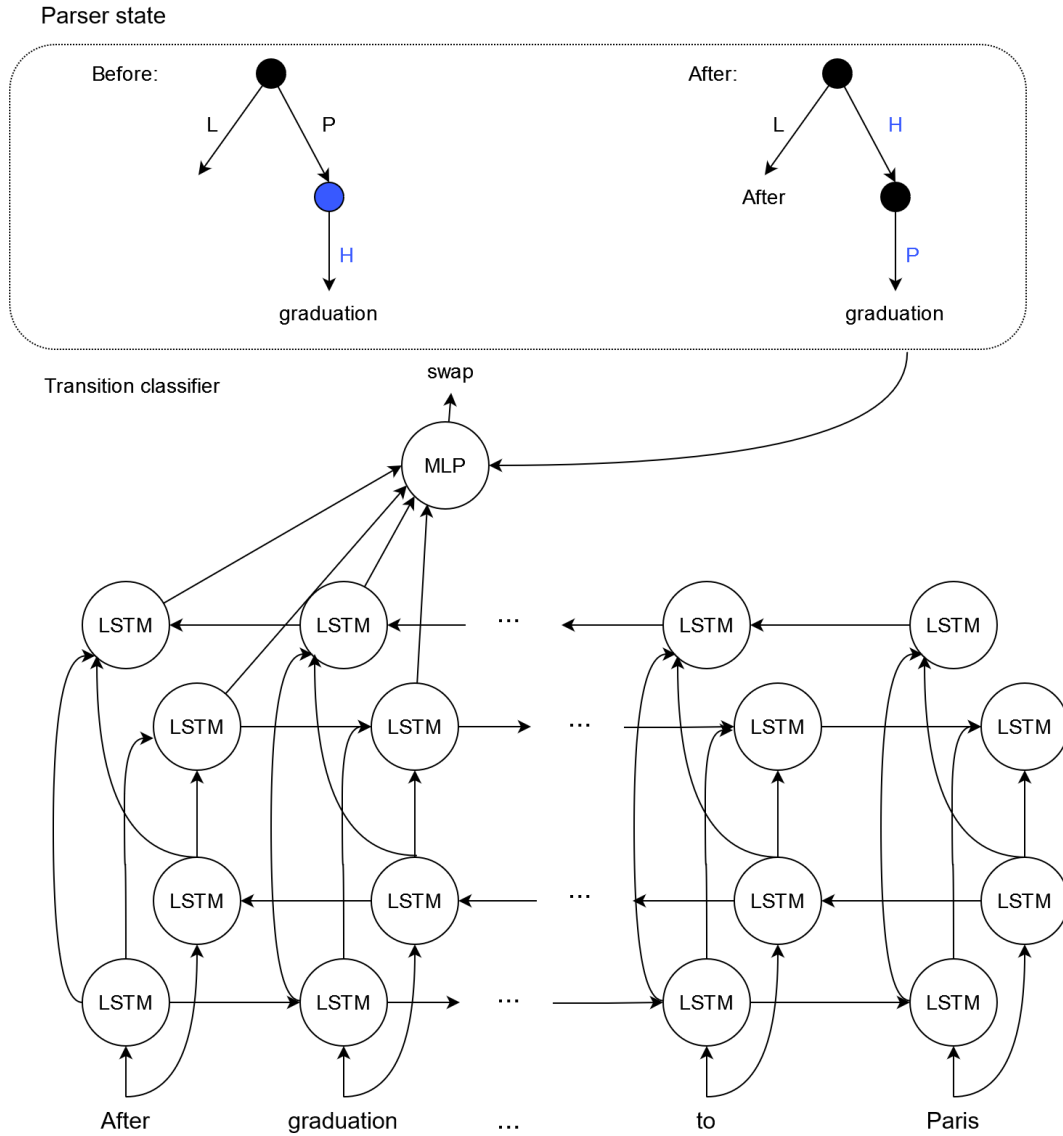 Parser state
Before:
After:
L
P
L
H
After
H
P
graduation
graduation
Transition classifier
swap
MLP
LSTM
LSTM
...
LSTM
LSTM
LSTM
LSTM
...
LSTM
LSTM
LSTM
LSTM
...
LSTM
LSTM
LSTM
LSTM
...
LSTM
LSTM
After graduation ... to Paris